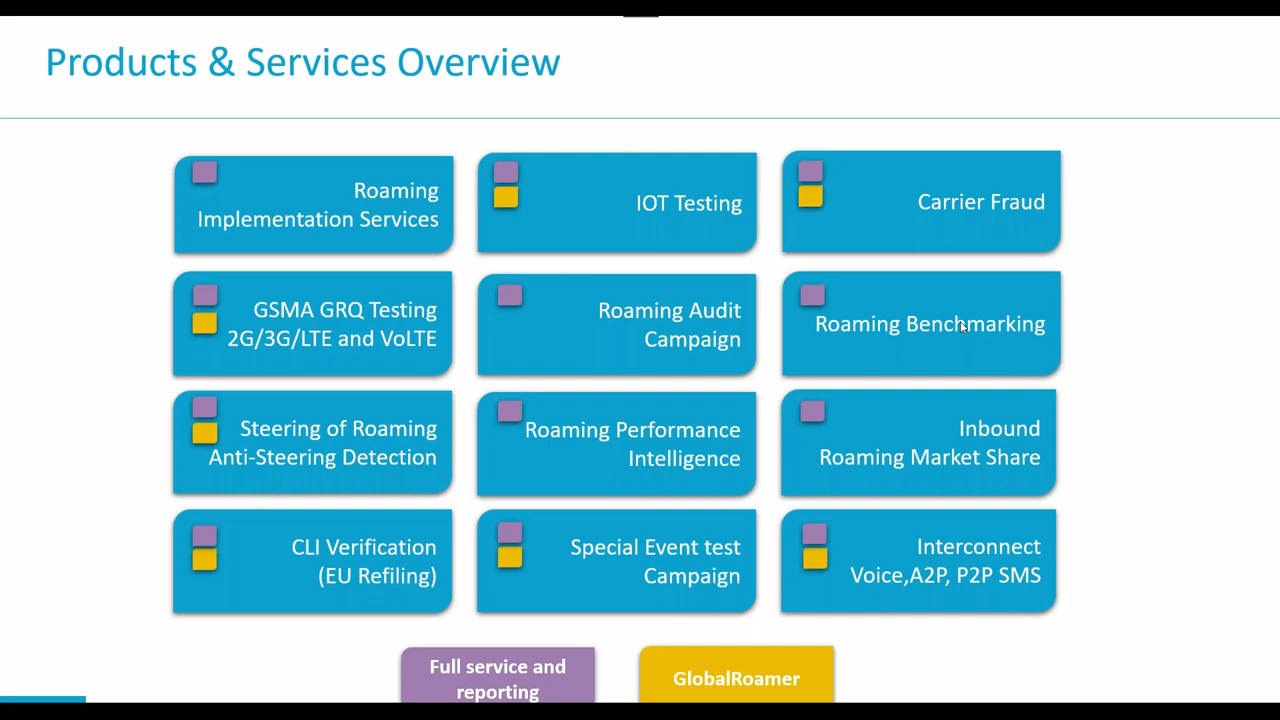 Products & Services Overview
Roaming
Implementation Services
IOT Testing
Carrier Fraud
GSMA GRQ Testing
2G/3G/LTE and VoLTE
Roaming Audit
Campaign
Roaming Benchmarking
Steering of Roaming
Anti-Steering Detection
Roaming Performance
Intelligence
Inbound
Roaming Market Share
CLI Verification
(EU Refiling)
Special Event test
Campaign
Interconnect
Voice,A2P, P2P SMS
Full service and
reporting
GlobalRoamer